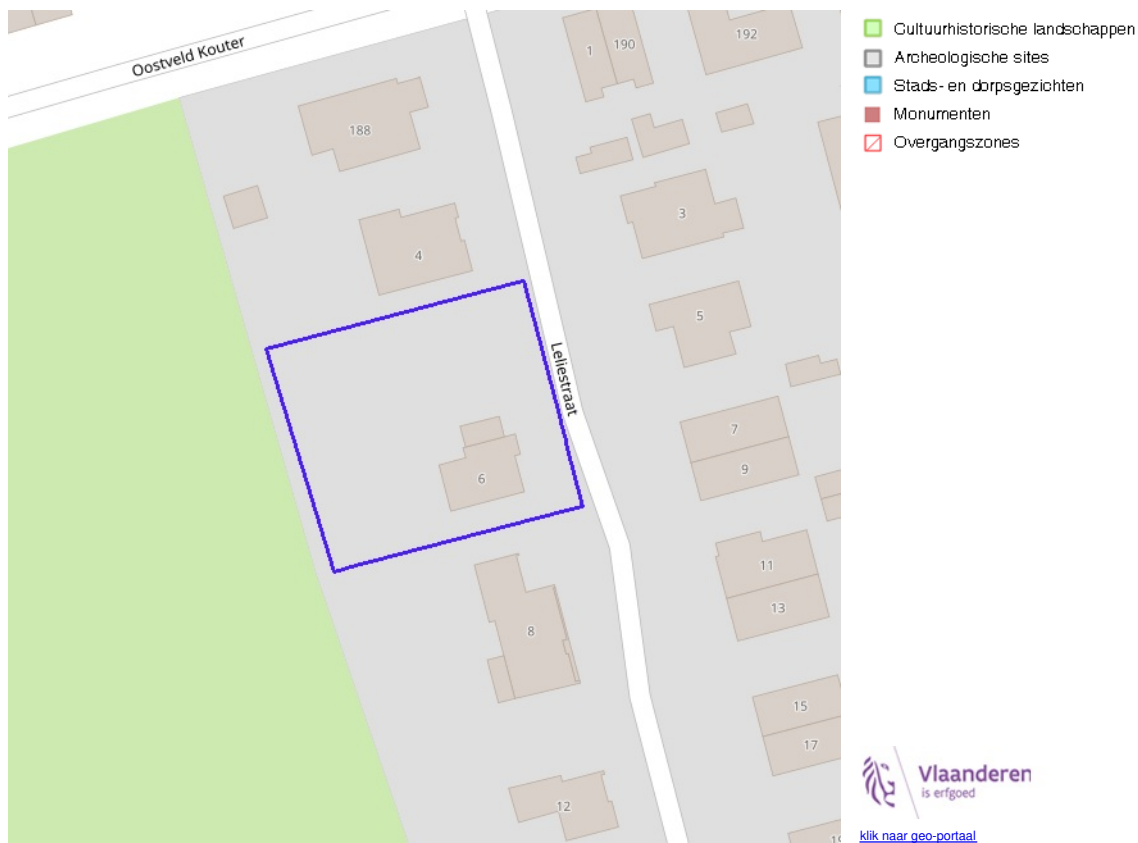 Oostveld Kouter
188
1
190
192
4
3
5
Leliestraat
7
9
6
11
13
8
15
17
12
Cultuurhistorische landschappen
Archeologische sites
Stads- en dorpsgezichten
Monumenten
Overgangszones
Vlaanderen
is erfgoed
klik naar geo-portaal